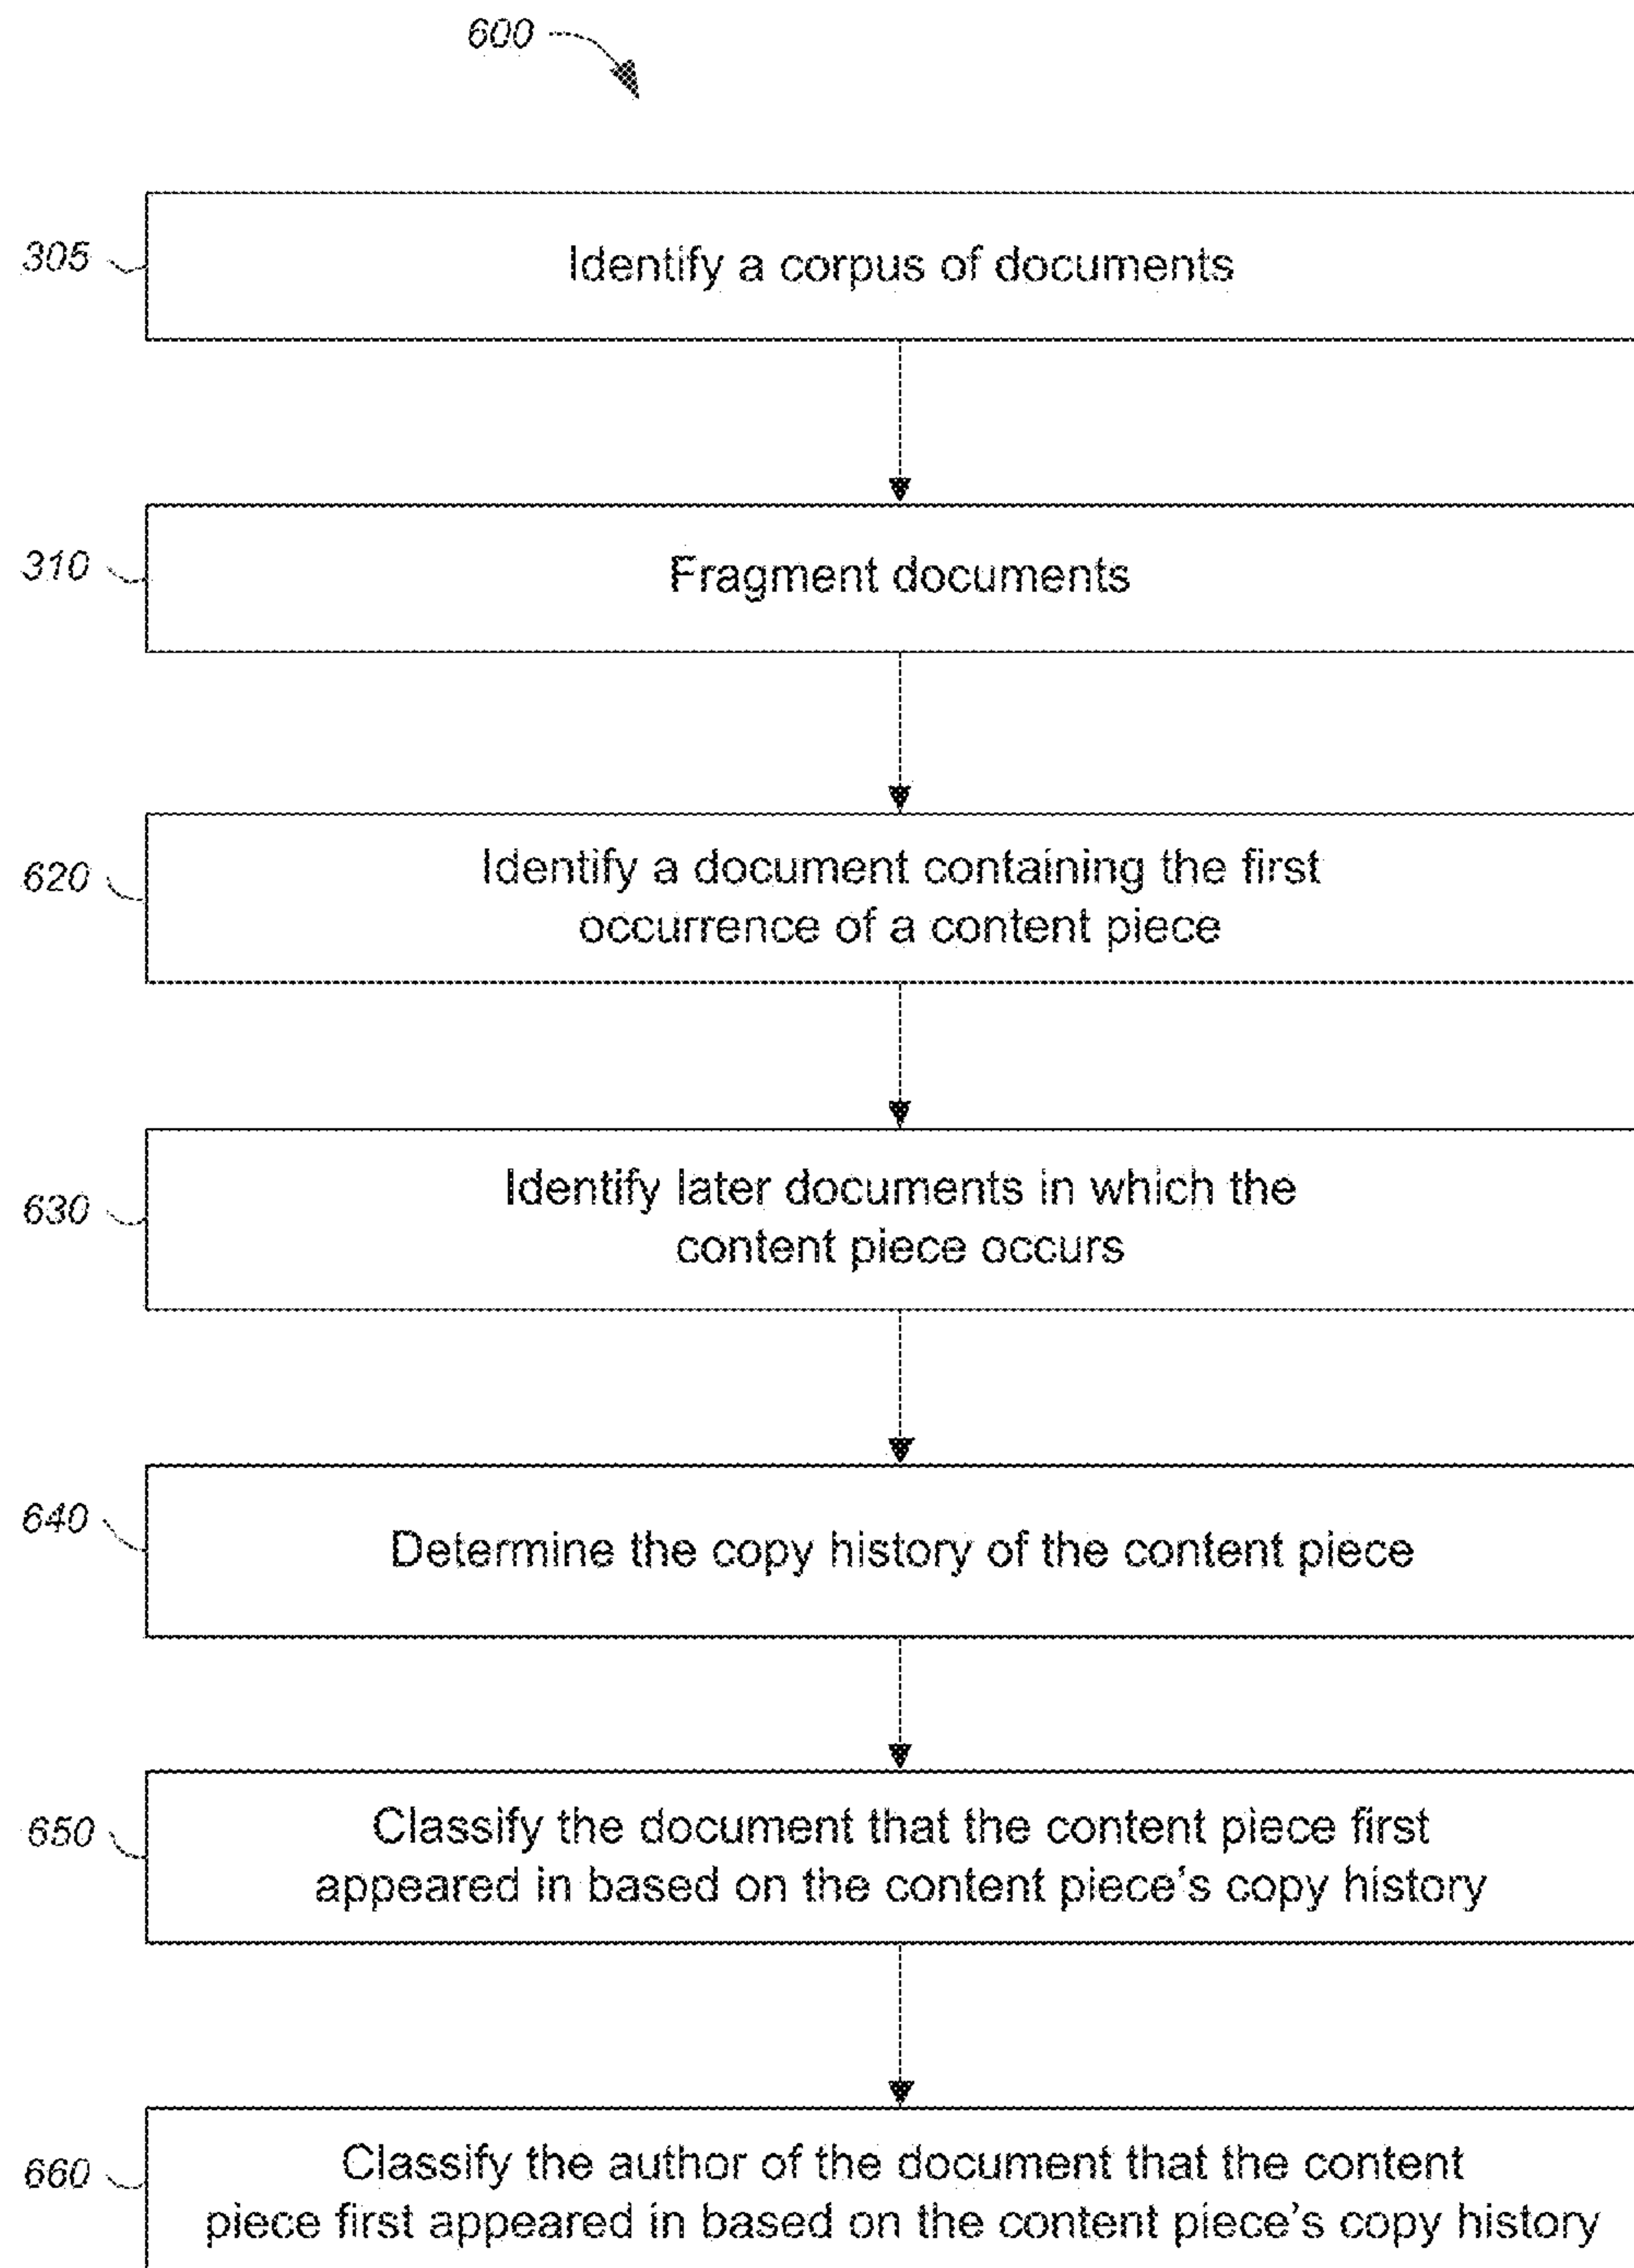 600
305
Identify a corpus of documents
310
Fragment documents
620
Identify a document containing the first
occurrence of a content piece
630
Identify later documents in which the
content piece occurs
640
Determine the copy history of the content piece
650
Classify the document that the content piece first
appeared in based on the content piece's copy history
660
Classify the author of the document that the content
piece first appeared in based on the content piece's copy history